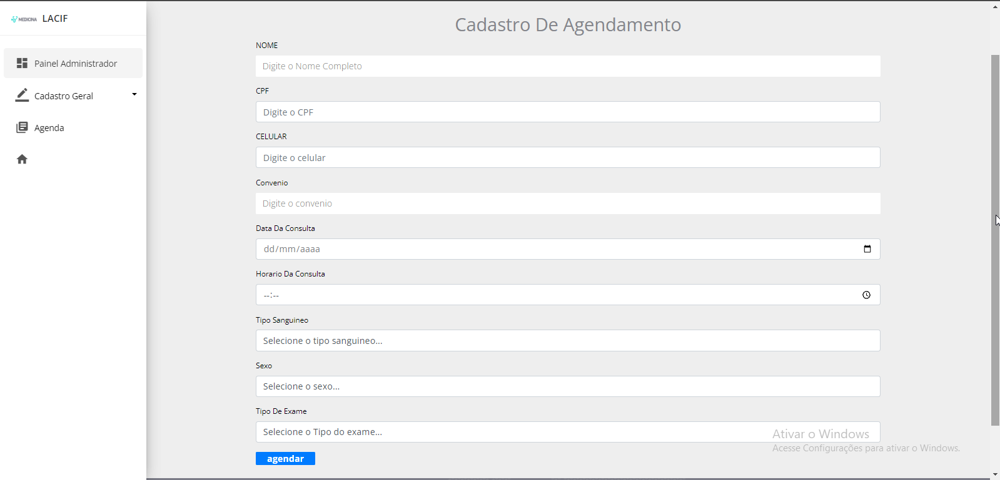 MEDICINA LACIF
Painel Administrador
Cadastro Geral
Agenda
Cadastro De Agendamento
NOME
Digite o Nome Completo
CPF
Digite o CPF
CELULAR
Digite o celular
Convenio
Digite o convenio
Data Da Consulta
dd/mm/aaaa
Horario Da Consulta
--:--
Tipo Sanguineo
Selecione o tipo sanguineo...
Sexo
Selecione o sexo...
Tipo De Exame
Selecione o Tipo do exame...
agendar
Ativar o Windows
Acesse Configurações para ativar o Windows.